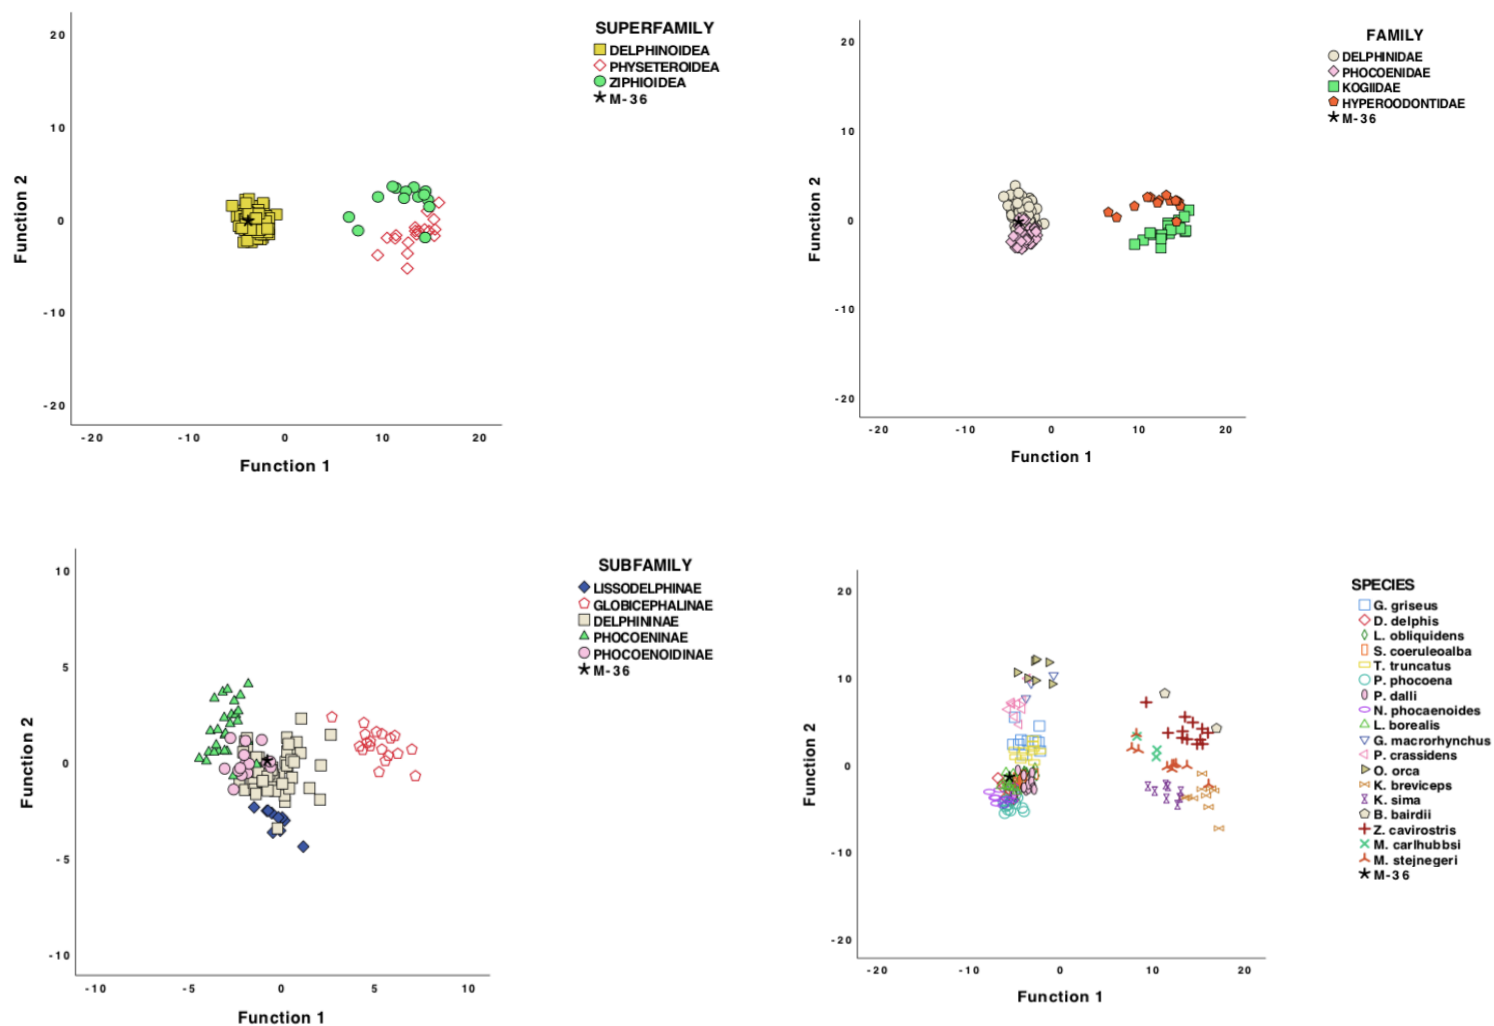 SUPERFAMILY
DELPHINOIDEA
PHYSETEROIDEA
ZIPHIOIDEA
M-36
20
10
0
-10
-20
Function 2
-20 -10 0 10 20
Function 1
FAMILY
DELPHINIDAE
PHOCOENIDAE
KOGIIDAE
HYPEROODONTIDAE
M-36
20
10
0
-10
-20
Function 2
-20 -10 0 10 20
Function 1
SUBFAMILY
LISSODELPHINAE
GLOBICEPHALINAE
DELPHININAE
PHOCOENINAE
PHOCOENOIDINAE
M-36
10
5
0
-5
-10
Function 2
-10 -5 0 5 10
Function 1
SPECIES
G. griseus
D. delphis
L. obliquidens
S. coeruleoalba
T. truncatus
P. phocoena
P. dalli
N. phocaenoides
L. borealis
G. macrorhynchus
P. crassidens
O. orca
K. breviceps
K. sima
B. bairdii
Z. cavirostris
M. carlhubbsi
M. stejnegeri
M-36
20
10
0
-10
-20
Function 2
-20 -10 0 10 20
Function 1